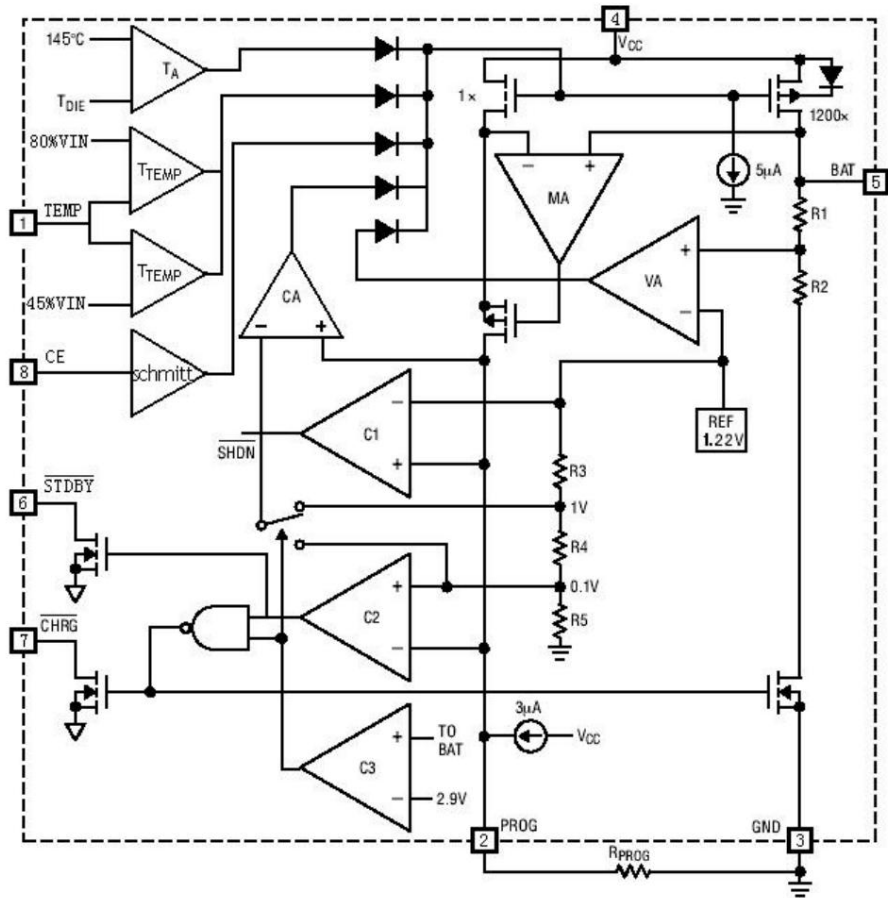 4
145°C
VCC
TA
1×
TDIE
1200×
80%VIN
TTEMP
5µA
BAT
5
− +
MA
R1
1
TEMP
TTEMP
+
VA
R2
45%VIN
CA
− +
−
8
CE
schmitt
−
C1
REF
1.22V
SHDN
+
R3
6
STDBY
1V
R4
+
0.1V
7
CHRG
C2
R5
−
3µA
+
TO
BAT
VCC
C3
−
2.9V
2
PROG
GND
3
RPROG